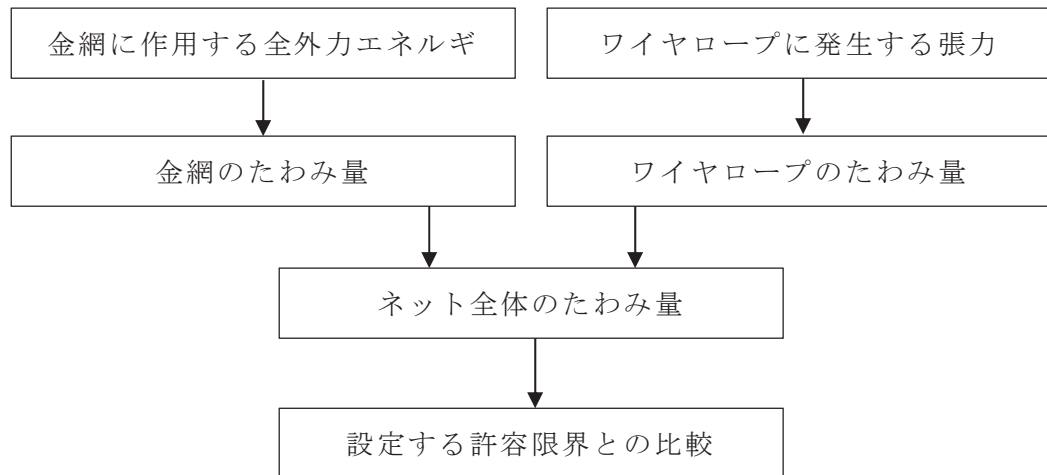 金網に作用する全外力エネルギ
ワイヤロープに発生する張力
金網のたわみ量
ワイヤロープのたわみ量
ネット全体のたわみ量
設定する許容限界との比較